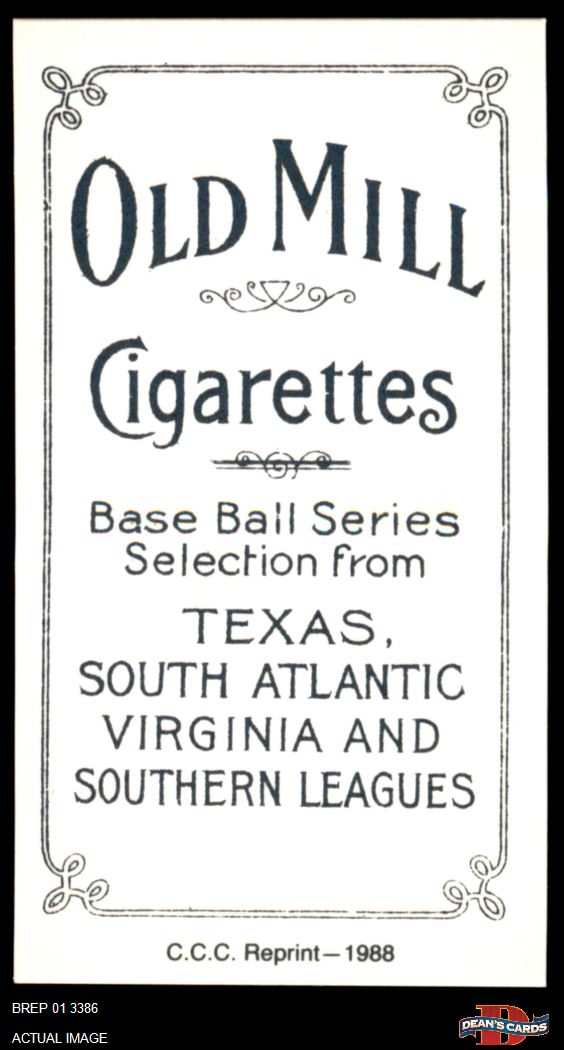 OLD MILL
Cigarettes
Base Ball Series
Selection from
TEXAS,
SOUTH ATLANTIC
VIRGINIA AND
SOUTHERN LEAGUES
C.C.C. Reprint—1988
BREP 01 3386
ACTUAL IMAGE
D
DEAN'S CARDS